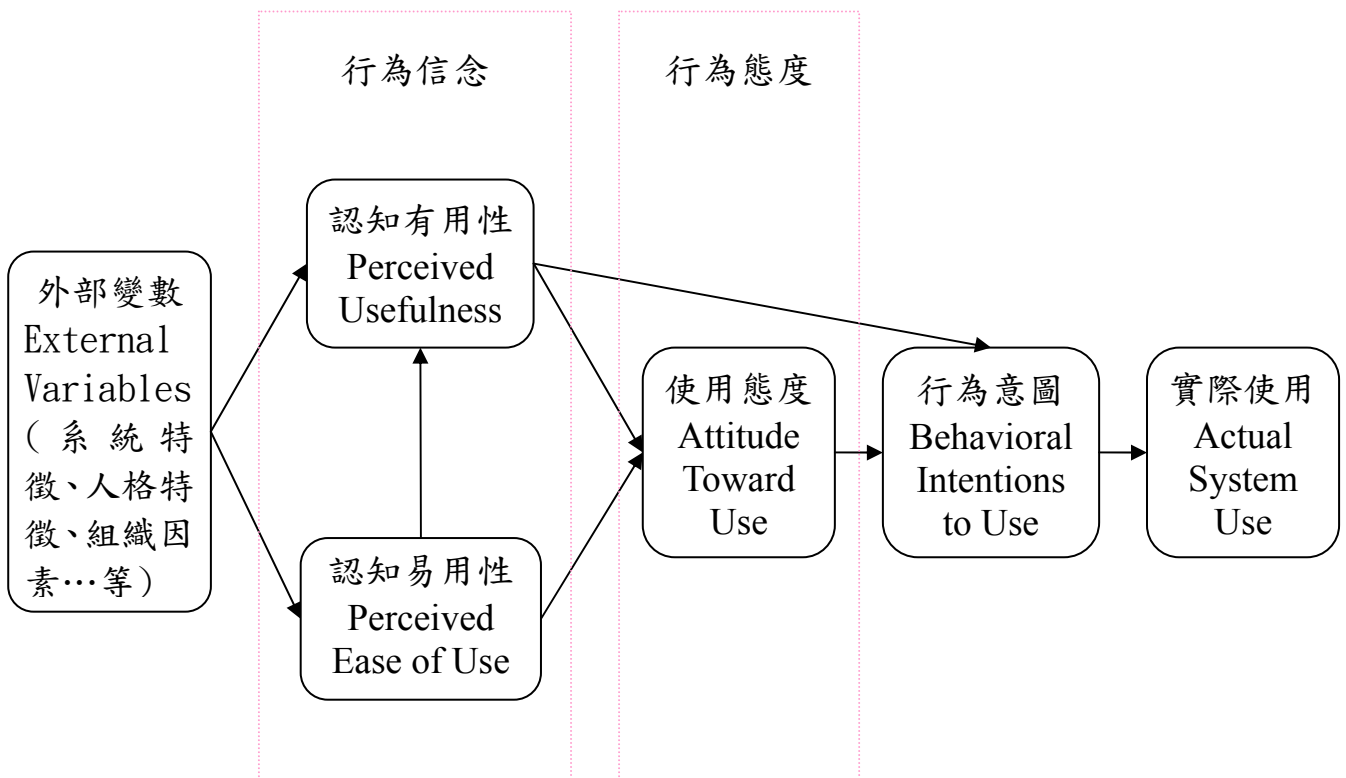 行為信念
行為態度
認知有用性
Perceived
Usefulness
外部變數
External
Variables
(系統特
徵、人格特
徵、組織因
素…等)
使用態度
Attitude
Toward
Use
行為意圖
Behavioral
Intentions
to Use
實際使用
Actual
System
Use
認知易用性
Perceived
Ease of Use